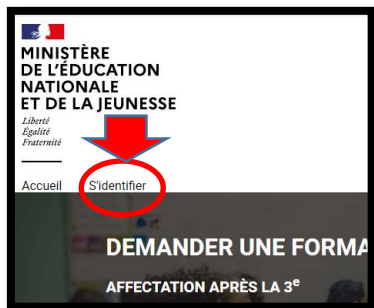 MINISTÈRE
DE L'ÉDUCATION
NATIONALE
ET DE LA JEUNESSE
Liberté
Égalité
Fraternité
Accueil S'identifier
DEMANDER UNE FORMA
AFFECTATION APRÈS LA 3e